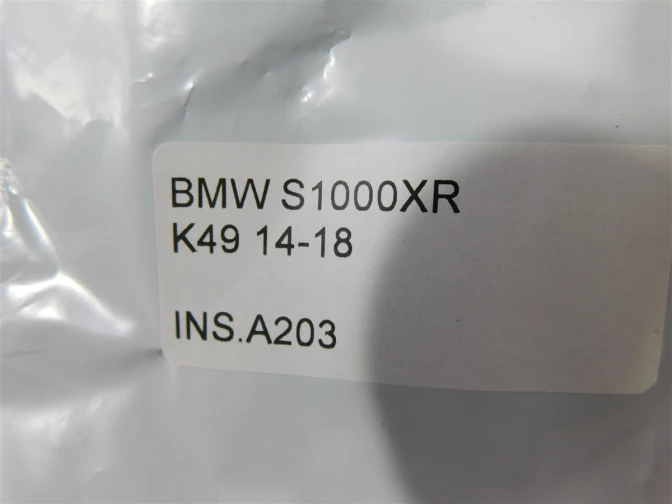 BMW S1000XR
K49 14-18
INS.A203